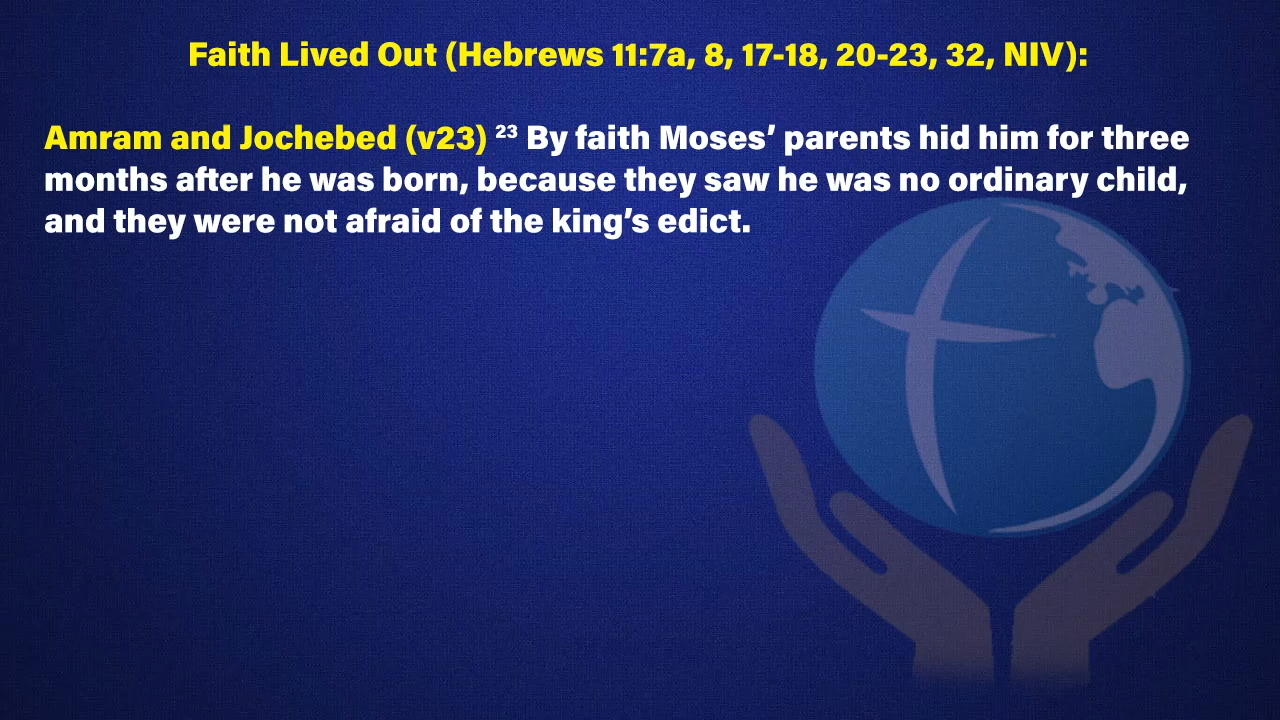 Faith Lived Out (Hebrews 11:7a, 8, 17-18, 20-23, 32, NIV):
Amram and Jochebed (v23) ²³ By faith Moses’ parents hid him for three
months after he was born, because they saw he was no ordinary child,
and they were not afraid of the king’s edict.